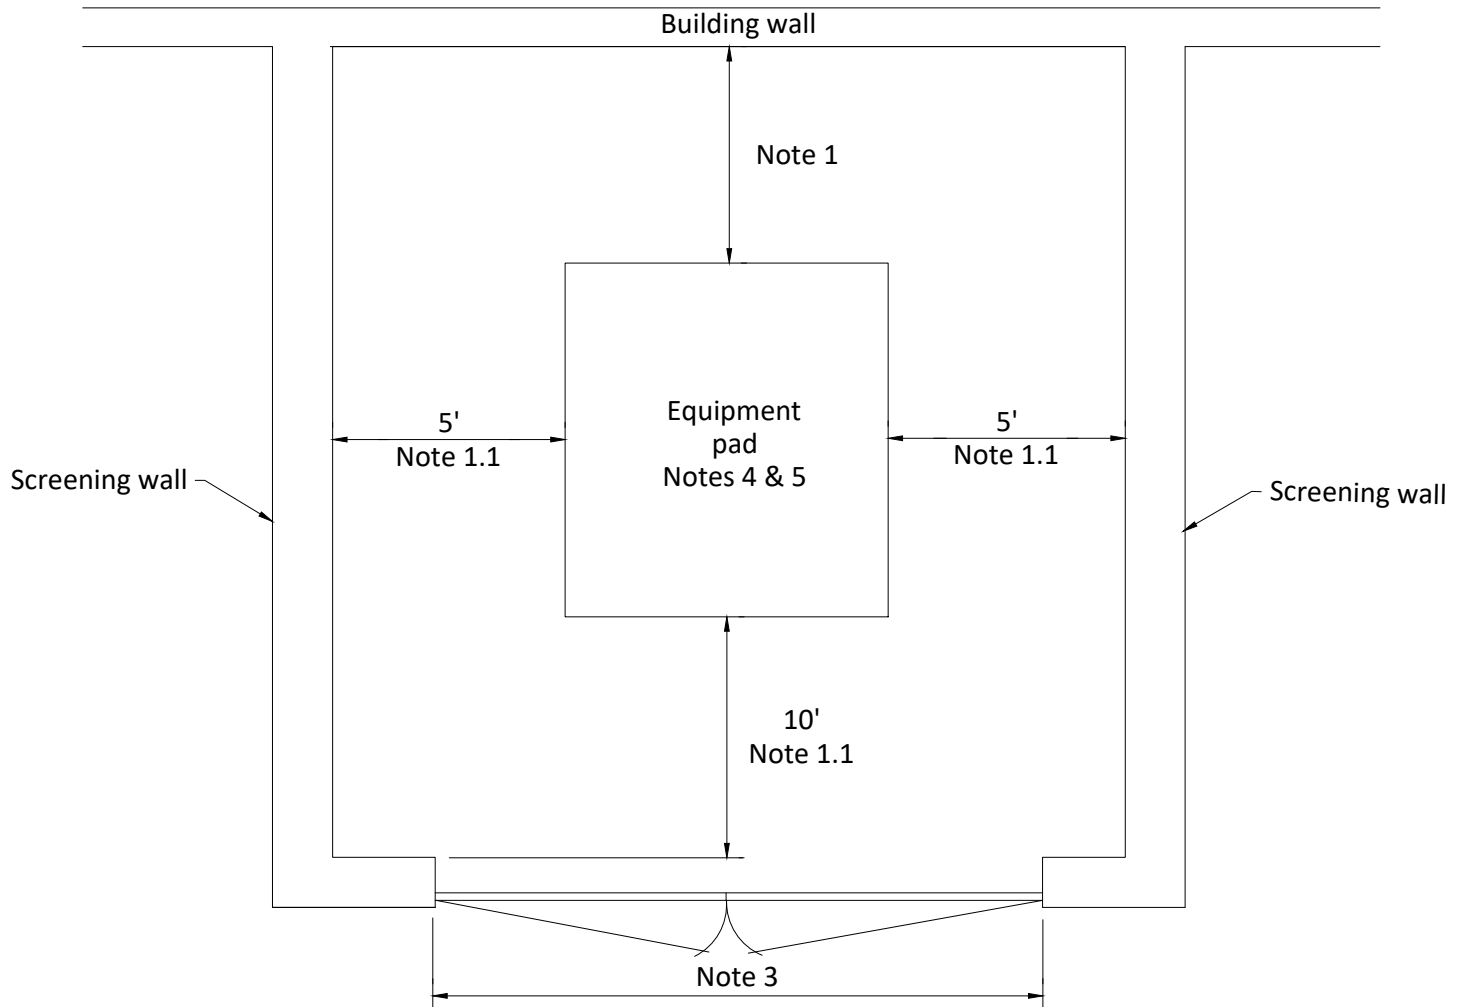 Building wall
Note 1
Equipment
pad
Notes 4 & 5
5'
Note 1.1
5'
Note 1.1
Screening wall
Screening wall
10'
Note 1.1
Note 3